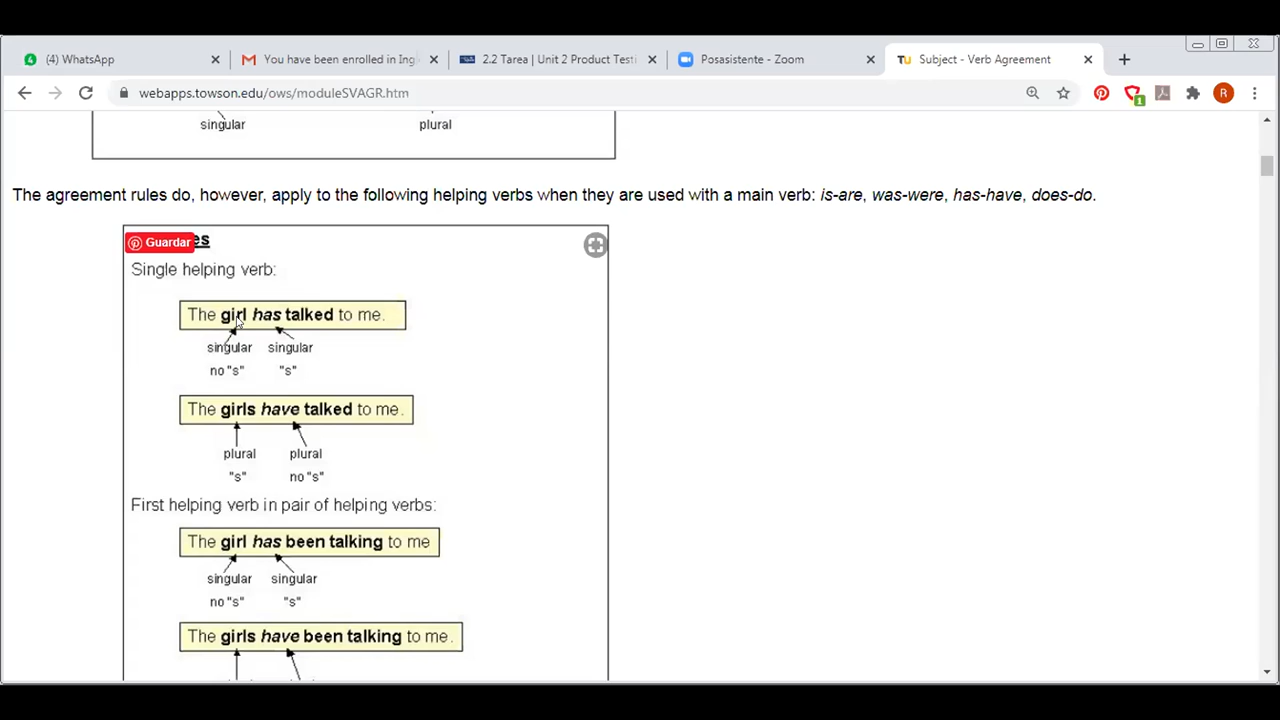 (4) WhatsApp
You have been enrolled in Ingl
2.2 Tarea | Unit 2 Product Testi
Posasistente - Zoom
TU Subject - Verb Agreement
webapps.towson.edu/ows/moduleSVAGR.htm
1
R
singular plural
The agreement rules do, however, apply to the following helping verbs when they are used with a main verb: is-are, was-were, has-have, does-do.
Guardar es
Single helping verb:
The girl has talked to me.
singular singular
no "s" "s"
The girls have talked to me.
plural plural
"s" no "s"
First helping verb in pair of helping verbs:
The girl has been talking to me
singular singular
no "s" "s"
The girls have been talking to me.